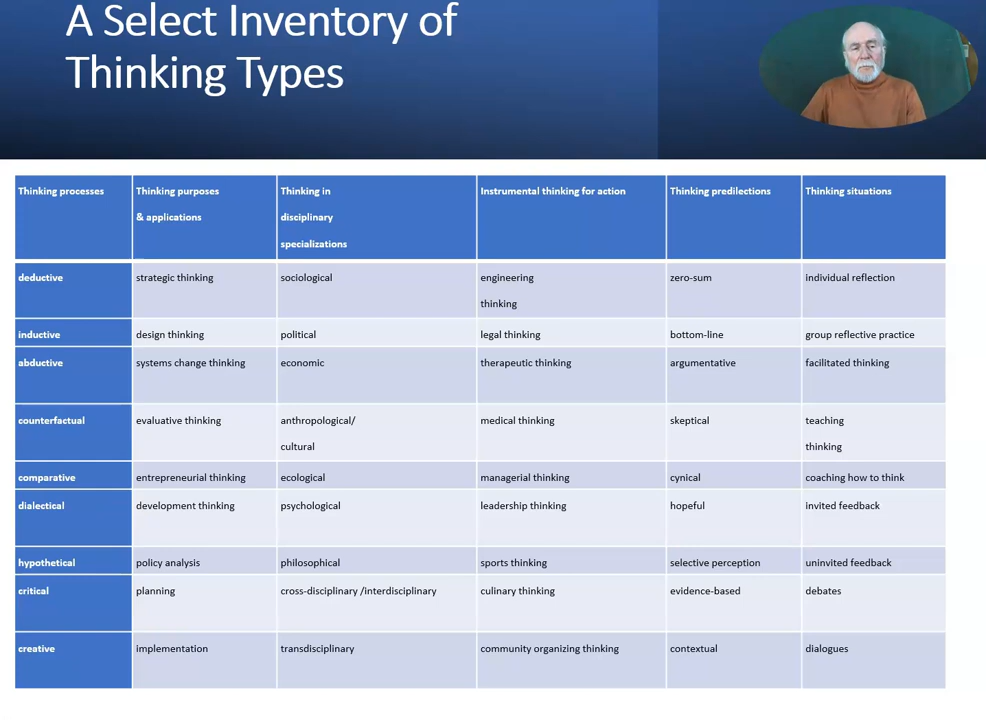 A Select Inventory of
Thinking Types
Thinking processes
Thinking purposes
& applications
Thinking in
disciplinary
specializations
Instrumental thinking for action
Thinking predilections
Thinking situations
deductive
strategic thinking
sociological
engineering
thinking
zero-sum
individual reflection
inductive
design thinking
political
legal thinking
bottom-line
group reflective practice
abductive
systems change thinking
economic
therapeutic thinking
argumentative
facilitated thinking
counterfactual
evaluative thinking
anthropological/
cultural
medical thinking
skeptical
teaching
thinking
comparative
entrepreneurial thinking
ecological
managerial thinking
cynical
coaching how to think
dialectical
development thinking
psychological
leadership thinking
hopeful
invited feedback
hypothetical
policy analysis
philosophical
sports thinking
selective perception
uninvited feedback
critical
planning
cross-disciplinary /interdisciplinary
culinary thinking
evidence-based
debates
creative
implementation
transdisciplinary
community organizing thinking
contextual
dialogues